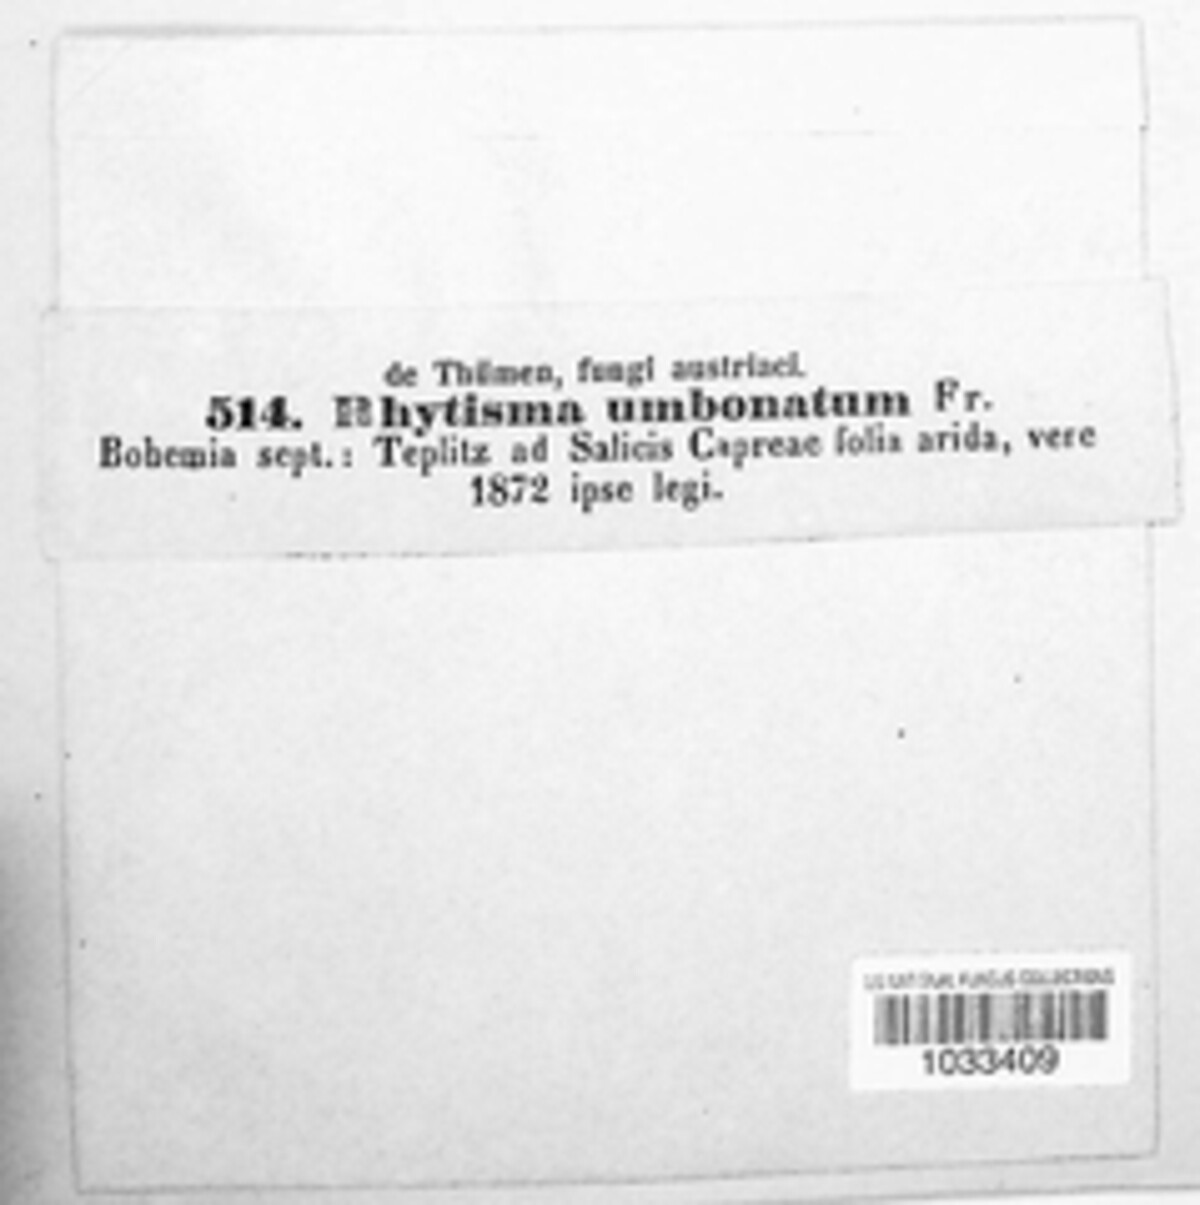 de Thümen, fungi austriaci.
514. Rhytisma umbonatum Fr.
Bohemia sept.: Teplitz ad Salicis Capreae folia arida, vere
1872 ipse legi.
US NATIONAL FUNGUS COLLECTIONS
1033409